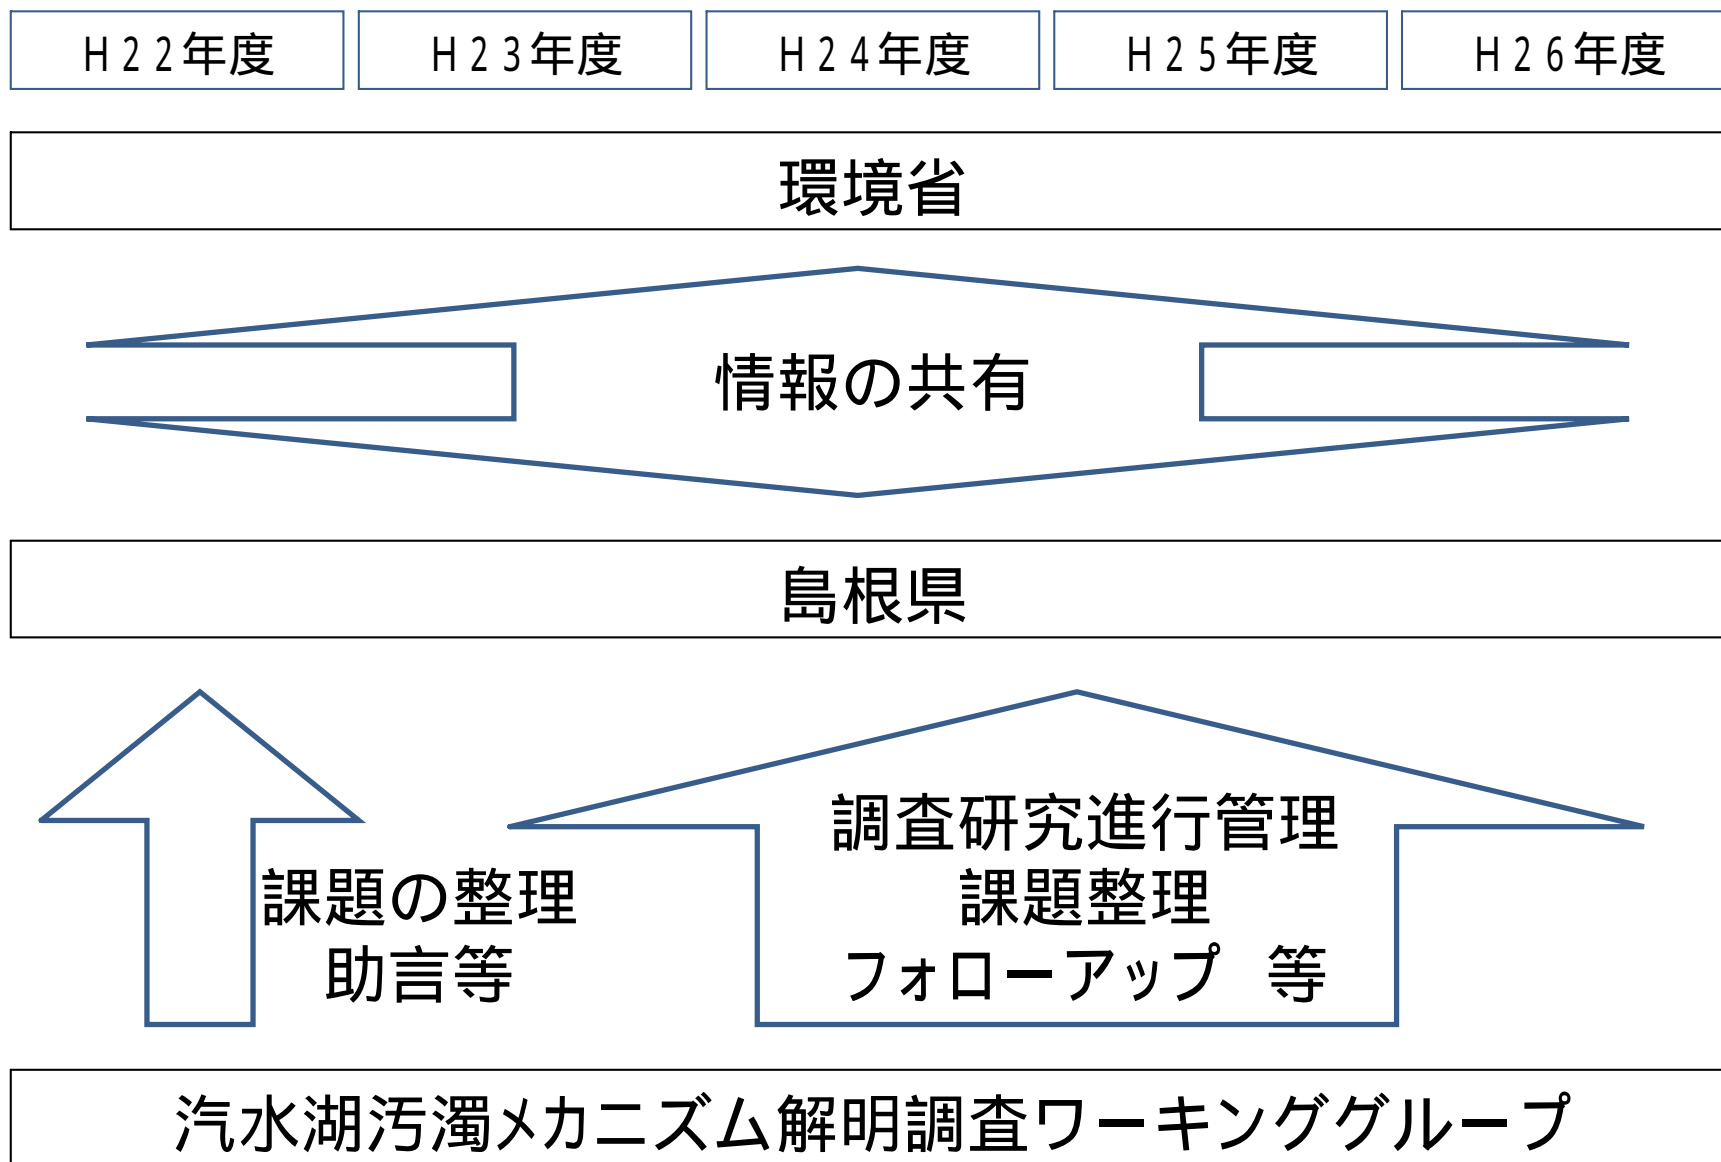 H22年度
H23年度
H24年度
H25年度
H26年度
環境省
情報の共有
島根県
課題の整理
助言等
調査研究進行管理
課題整理
フォローアップ 等
汽水湖汚濁メカニズム解明調査ワーキンググループ